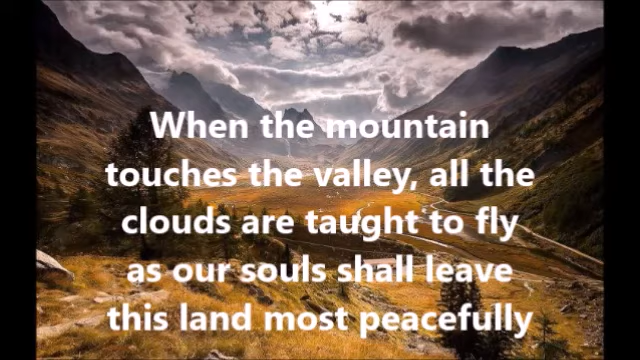 When the mountain
touches the valley, all the
clouds are taught to fly
as our souls shall leave
this land most peacefully